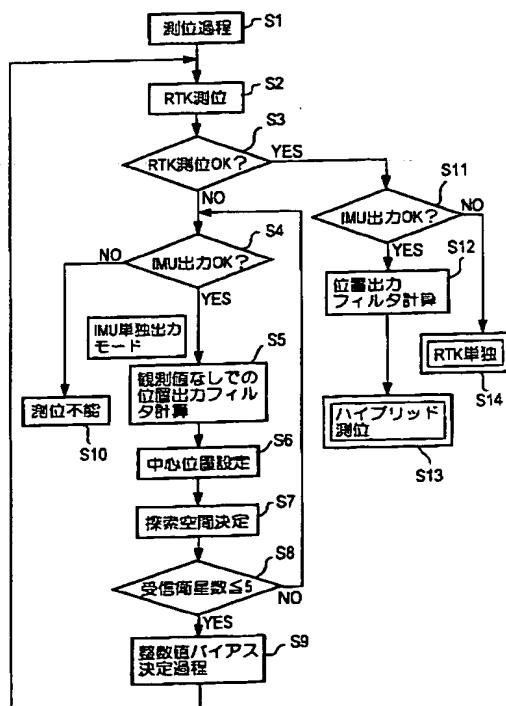 測位過程
S1
S2
RTK測位
S3
RTK測位OK?
YES
NO
S11
IMU出力OK?
NO
YES
S4
IMU出力OK?
NO
YES
S12
位置出力
フィルタ計算
IMU単独出力
モード
S5
観測値なしでの
位置出力フィル
タ計算
RTK単独
S14
測位不能
S10
ハイブリッド
測位
S13
S6
中心位置設定
S7
探索空間決定
S8
受信衛星数≦5
NO
YES
S9
整数値バイアス
決定過程